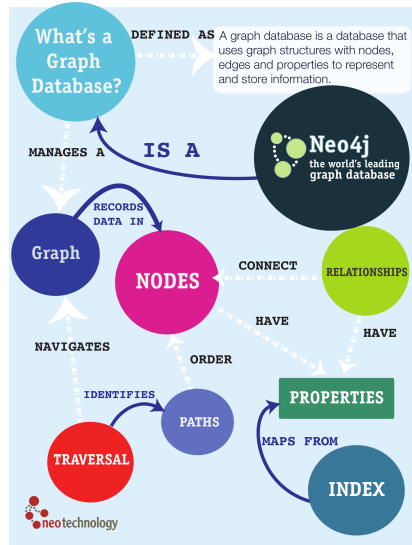 What's a
Graph
Database?
DEFINED AS
A graph database is a database that
uses graph structures with nodes,
edges and properties to represent
and store information.
Neo4j
the world's leading
graph database
IS A
MANAGES A
RECORDS
DATA IN
Graph
NODES
CONNECT
RELATIONSHIPS
HAVE
HAVE
NAVIGATES
ORDER
IDENTIFIES
PATHS
PROPERTIES
MAPS FROM
TRAVERSAL
INDEX
neotechnology